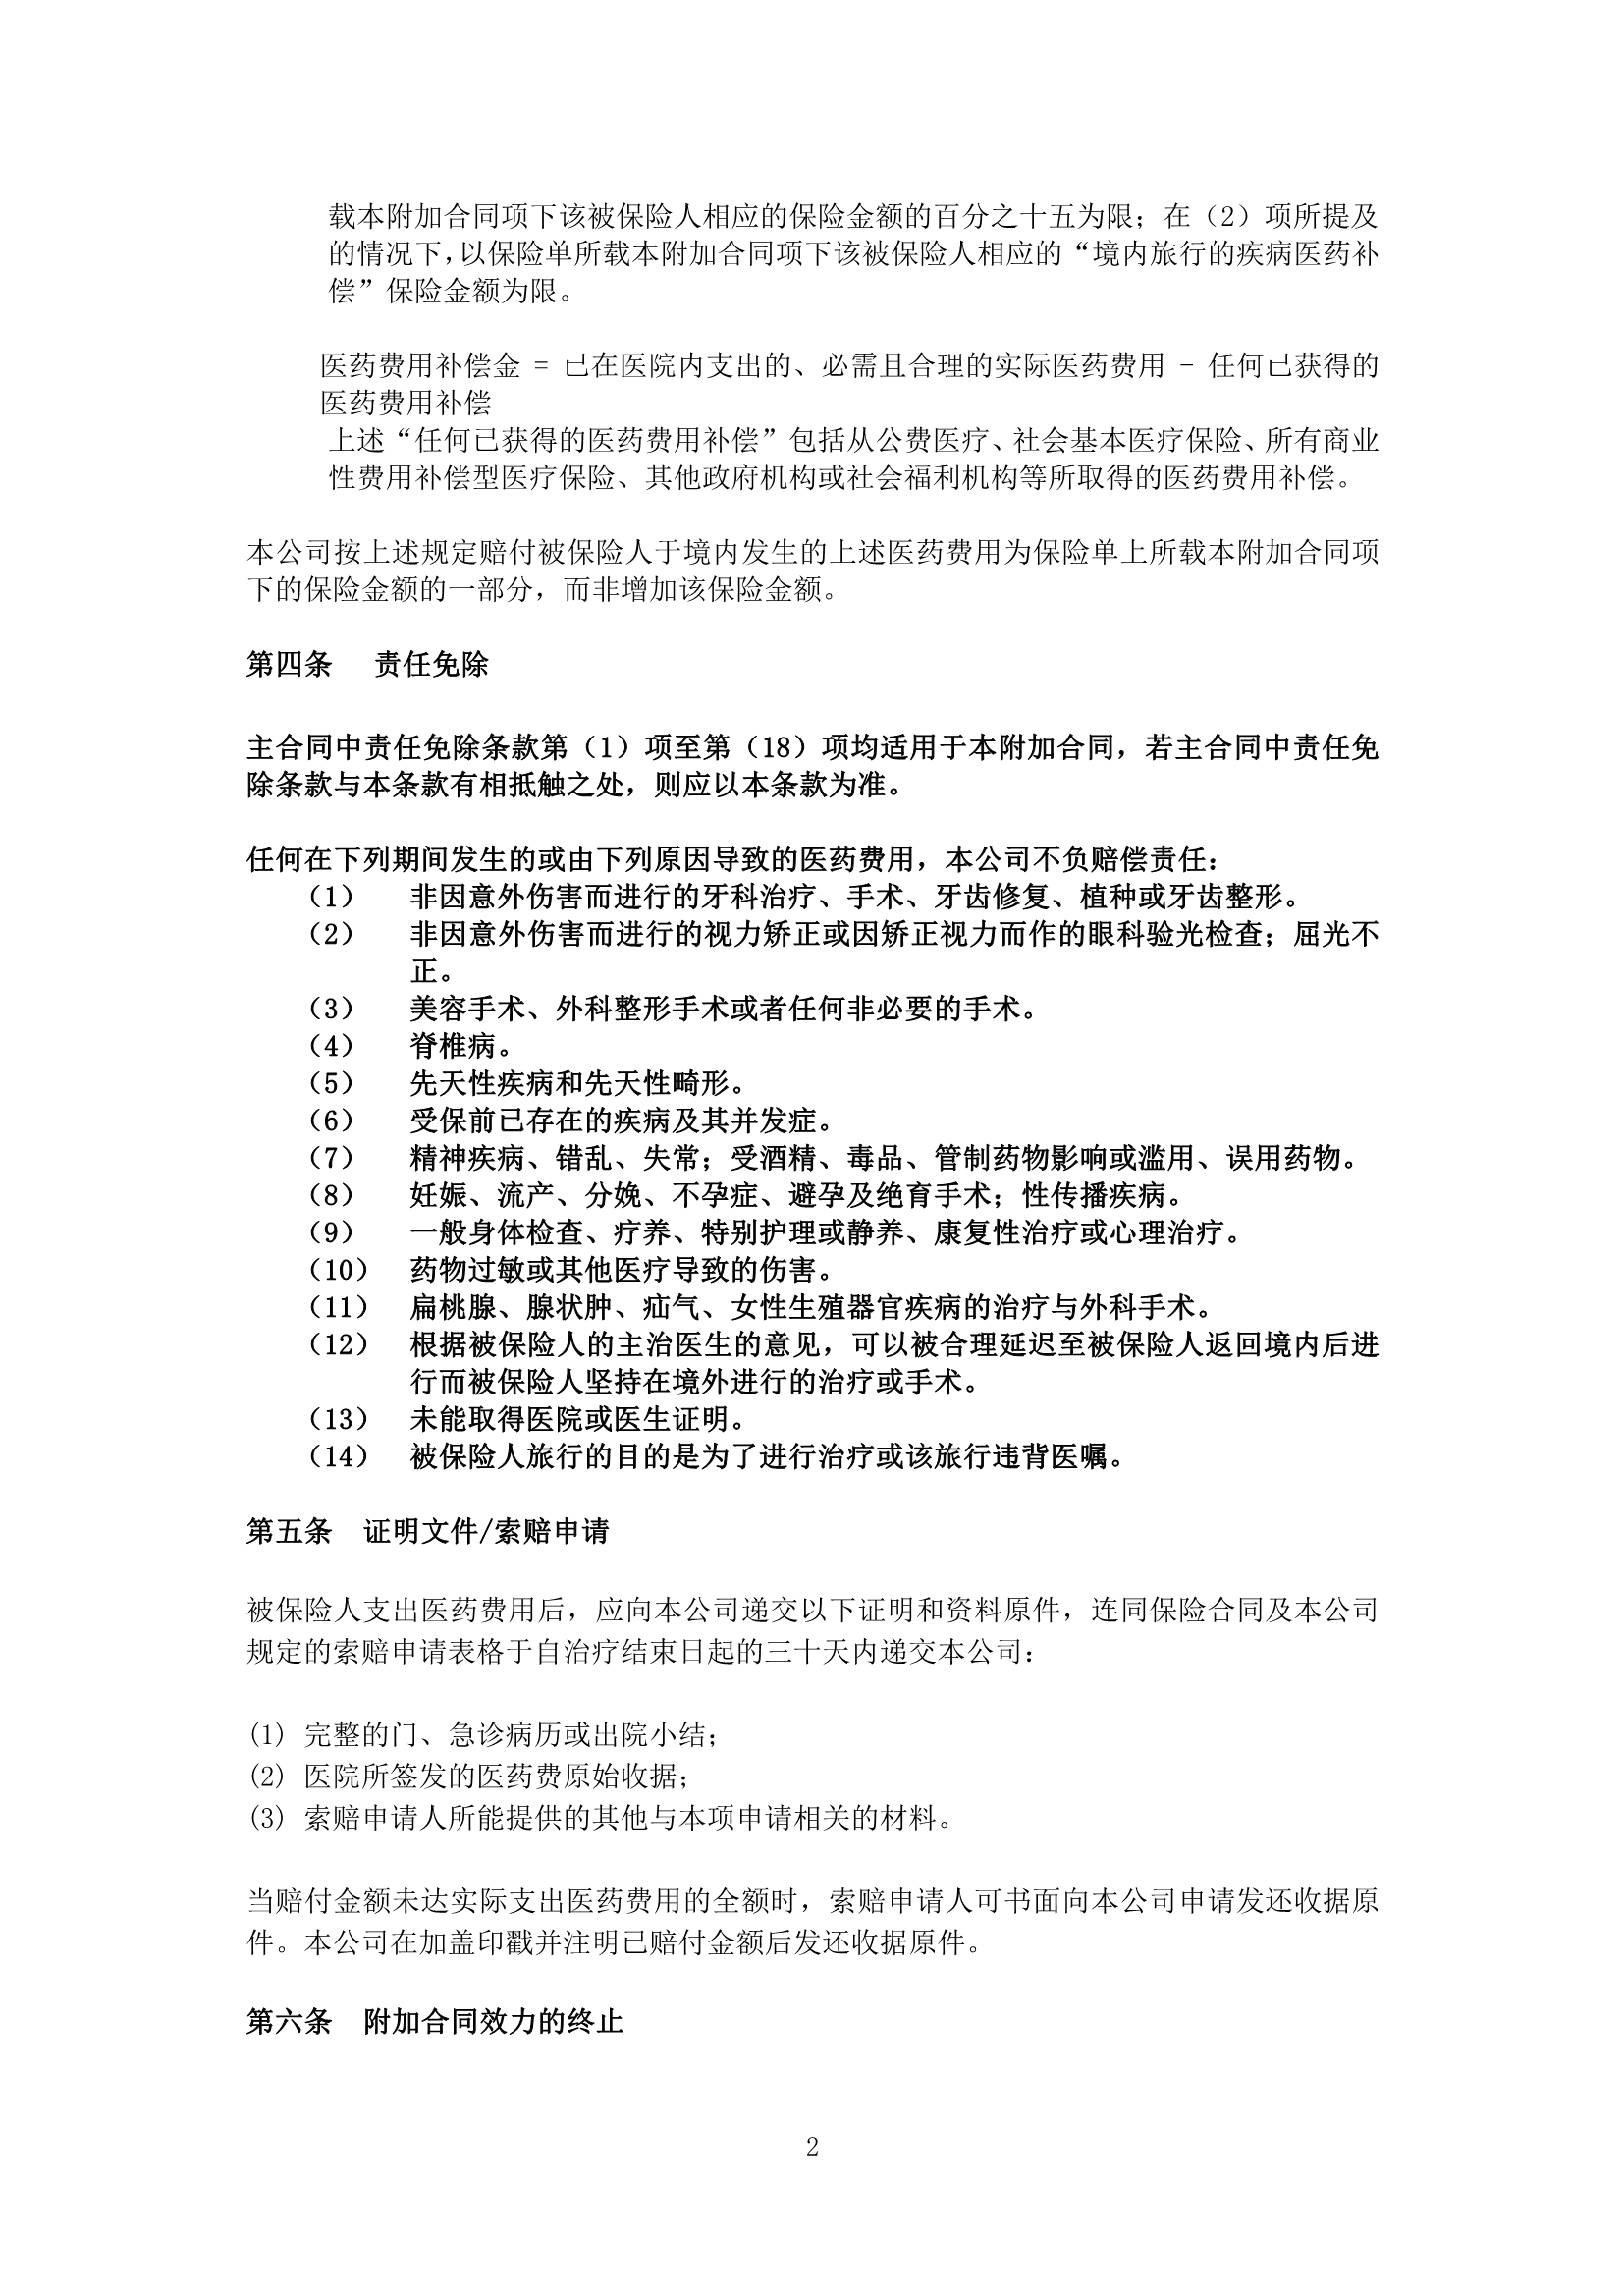 载本附加合同项下该被保险人相应的保险金额的百分之十五为限；在（2）项所提及
的情况下，以保险单所载本附加合同项下该被保险人相应的“境内旅行的疾病医药补
偿”保险金额为限。
医药费用补偿金 = 已在医院内支出的、必需且合理的实际医药费用 - 任何已获得的
医药费用补偿
上述“任何已获得的医药费用补偿”包括从公费医疗、社会基本医疗保险、所有商业
性费用补偿型医疗保险、其他政府机构或社会福利机构等所取得的医药费用补偿。
本公司按上述规定赔付被保险人于境内发生的上述医药费用为保险单上所载本附加合同项
下的保险金额的一部分，而非增加该保险金额。
第四条 责任免除
主合同中责任免除条款第（1）项至第（18）项均适用于本附加合同，若主合同中责任免
除条款与本条款有相抵触之处，则应以本条款为准。
任何在下列期间发生的或由下列原因导致的医药费用，本公司不负赔偿责任：
（1） 非因意外伤害而进行的牙科治疗、手术、牙齿修复、植种或牙齿整形。
（2） 非因意外伤害而进行的视力矫正或因矫正视力而作的眼科验光检查；屈光不
正。
（3） 美容手术、外科整形手术或者任何非必要的手术。
（4） 脊椎病。
（5） 先天性疾病和先天性畸形。
（6） 受保前已存在的疾病及其并发症。
（7） 精神疾病、错乱、失常；受酒精、毒品、管制药物影响或滥用、误用药物。
（8） 妊娠、流产、分娩、不孕症、避孕及绝育手术；性传播疾病。
（9） 一般身体检查、疗养、特别护理或静养、康复性治疗或心理治疗。
（10） 药物过敏或其他医疗导致的伤害。
（11） 扁桃腺、腺状肿、疝气、女性生殖器官疾病的治疗与外科手术。
（12） 根据被保险人的主治医生的意见，可以被合理延迟至被保险人返回境内后进
行而被保险人坚持在境外进行的治疗或手术。
（13） 未能取得医院或医生证明。
（14） 被保险人旅行的目的是为了进行治疗或该旅行违背医嘱。
第五条 证明文件/索赔申请
被保险人支出医药费用后，应向本公司递交以下证明和资料原件，连同保险合同及本公司
规定的索赔申请表格于自治疗结束日起的三十天内递交本公司：
(1) 完整的门、急诊病历或出院小结；
(2) 医院所签发的医药费原始收据；
(3) 索赔申请人所能提供的其他与本项申请相关的材料。
当赔付金额未达实际支出医药费用的全额时，索赔申请人可书面向本公司申请发还收据原
件。本公司在加盖印戳并注明已赔付金额后发还收据原件。
第六条 附加合同效力的终止
2